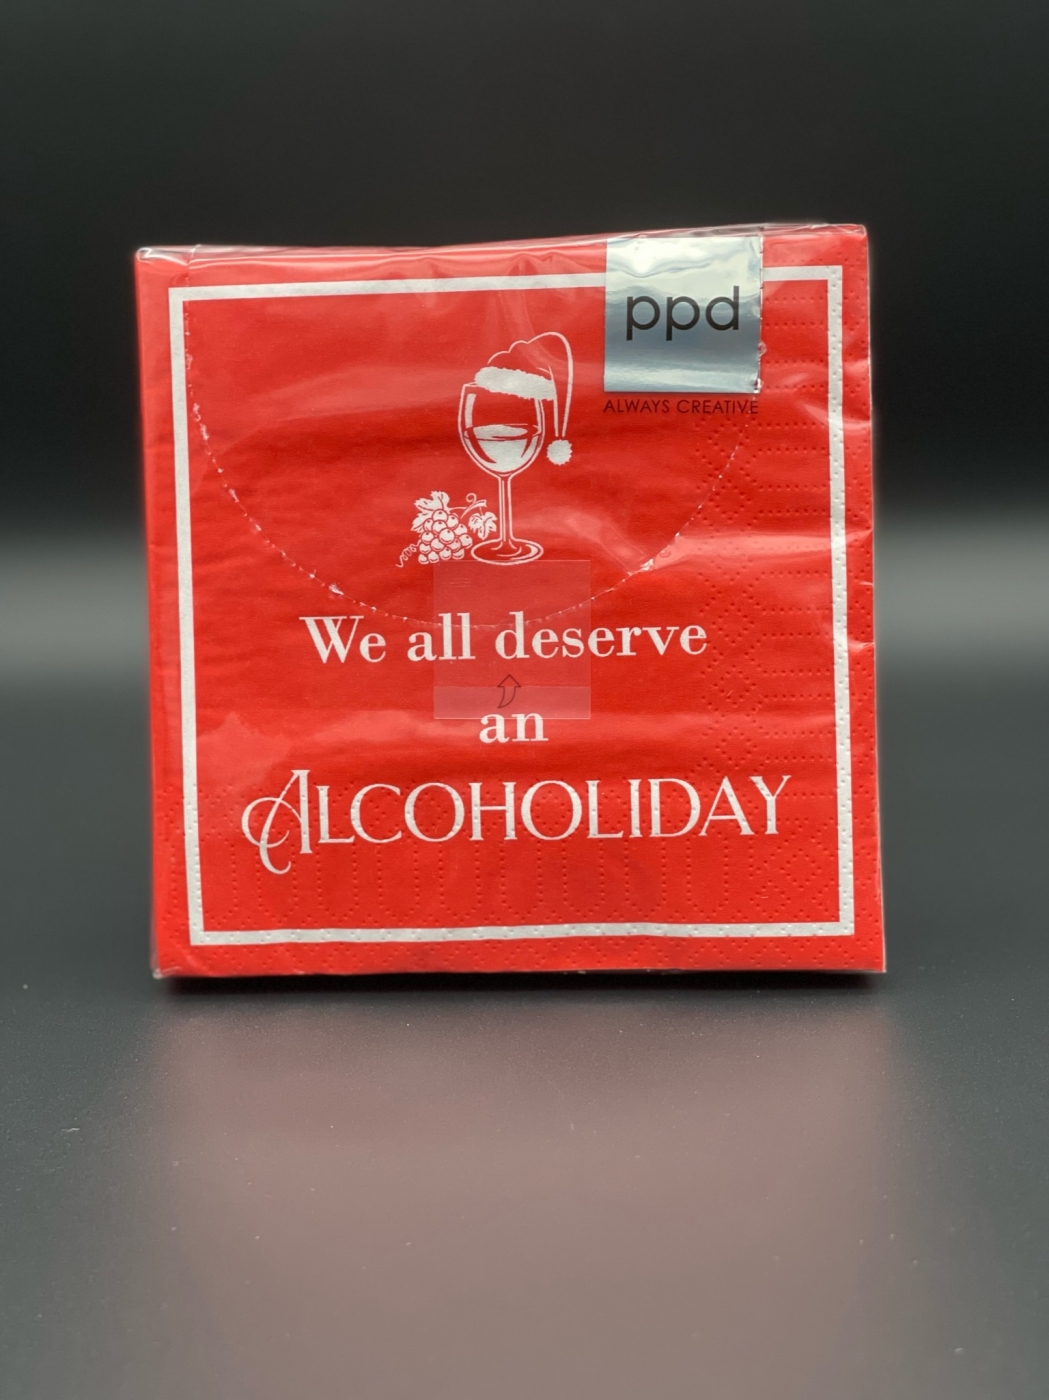 ppd
ALWAYS CREATIVE
We all deserve
an
ALCOHOLIDAY